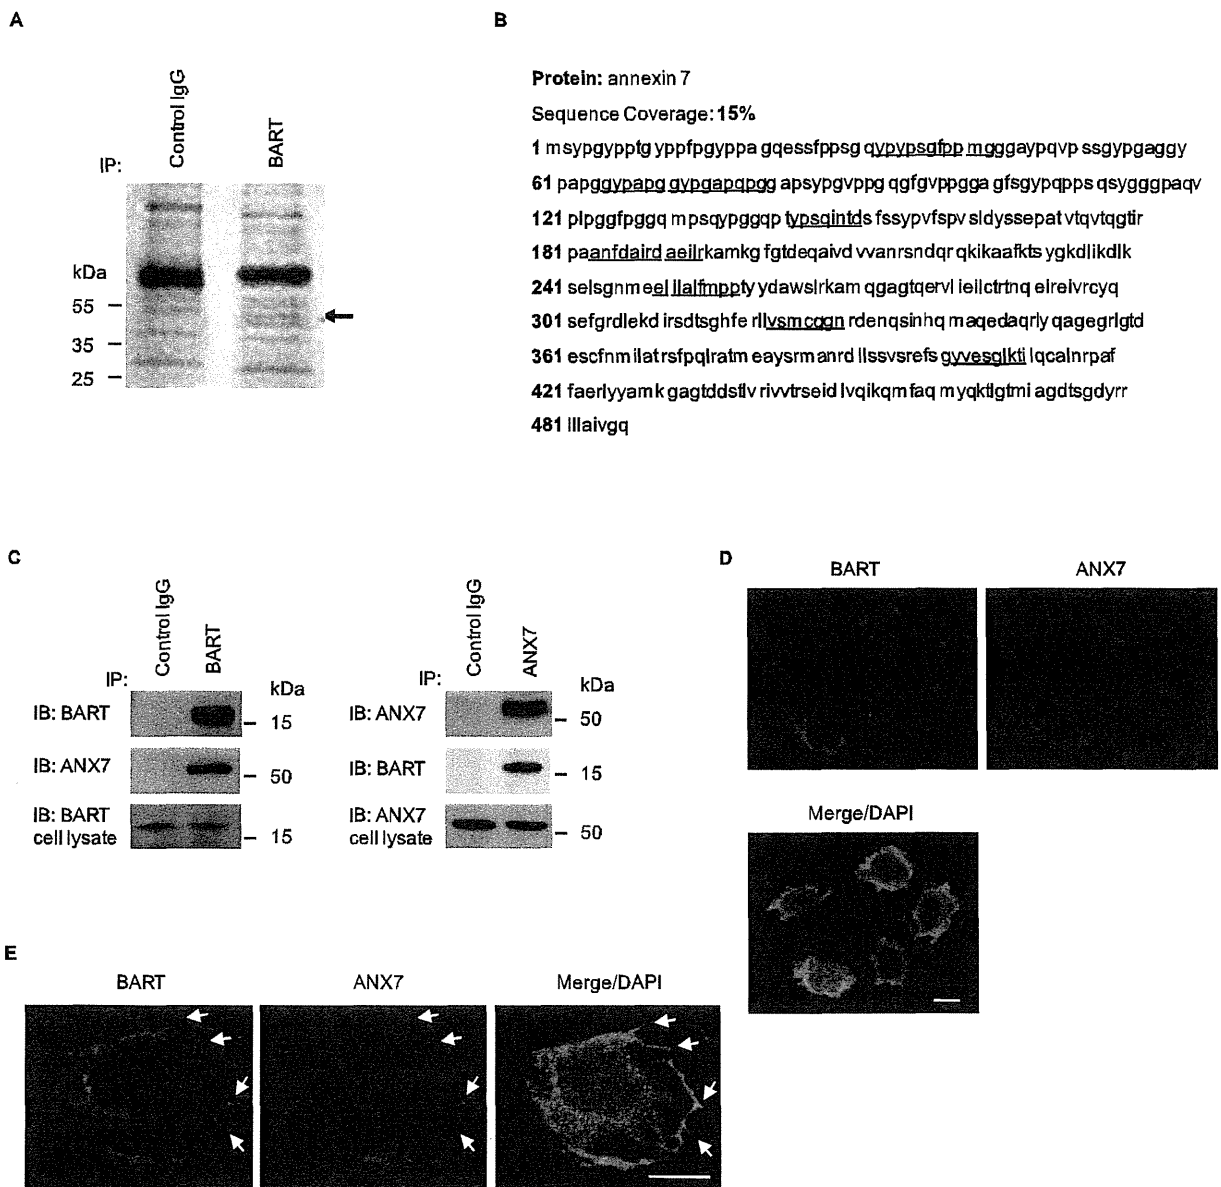 A
B
Control IgG
BART
IP:
kDa
55
35
25
Protein: annexin 7
Sequence Coverage: 15%
1 msypgypptg yppfpgyppa gqessfppsg qypypsgfpp mgggaypqvp ssgypgaggy
61 papggypapg gypgapqpgg apsypgvppg qgfgvppgga gfsgypqpps qsygggpaqv
121 plpggfpggq mpsqypggqp typsqintds fssypvfspv sldyssepat vtqvtqgtir
181 paanfdaird aeilrkamkg fgtdeqaivd vvanrsndqr qkikaafkts ygkdlikdlk
241 selsgnmeel ilalfmpptyydawslrkam qgagtqervl ieilctrtnq eireivrcyq
301 sefgrdlekd irsdtsghfe rllvsmcqgn rdenqsinhq maqedaqrly qagegrlgtd
361 escfnmilatrsfpqlratm eaysrmanrd llssvsrefs gyvesglkti lqcalnrpaf
421 faerlyyamk gagtddstlv rivvtrseid lvqikqmfaq myqktlgtmi agdtsgdyrr
481 lllaivgq
C
D
Control IgG
BART
IP:
kDa
IB: BART
15
IB: ANX7
50
IB: BART
cell lysate
15
Control IgG
ANX7
IP:
kDa
IB: ANX7
50
IB: BART
15
IB: ANX7
cell lysate
50
BART
ANX7
Merge/DAPI
E
BART
ANX7
Merge/DAPI